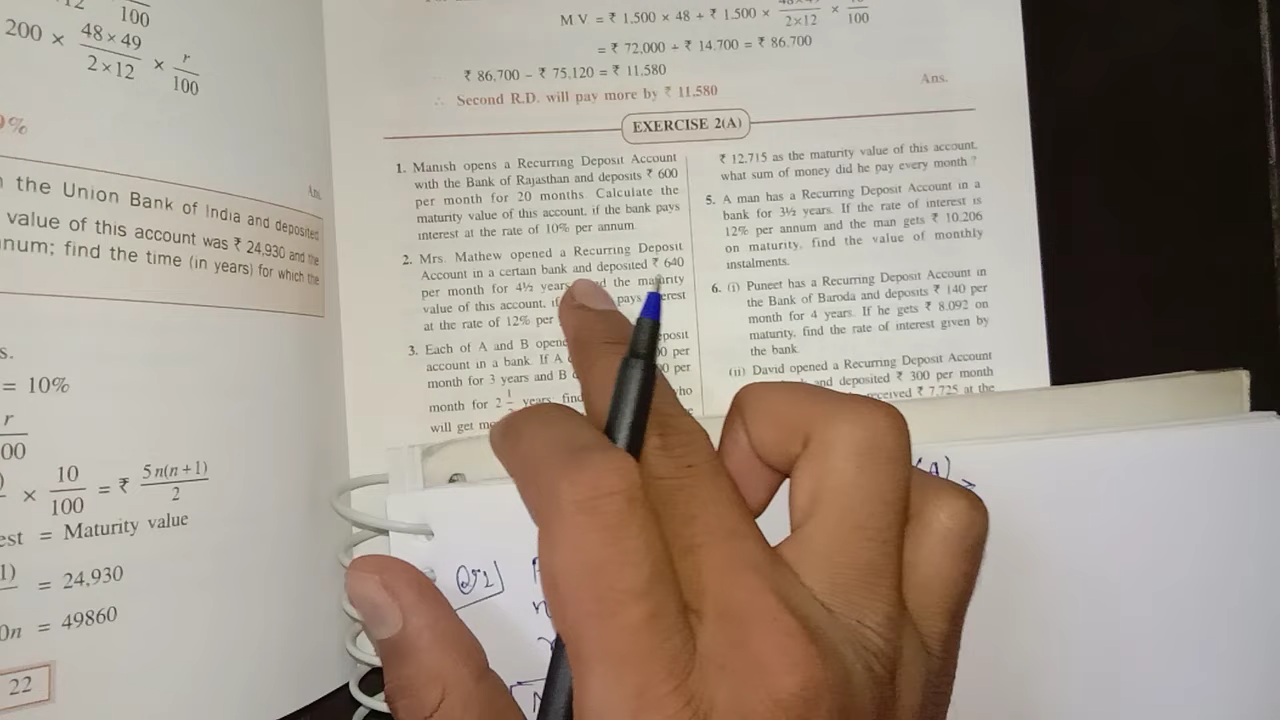 12
100
200 × 48 × 49 / 2 × 12 × r / 100
%
Ans.
the Union Bank of India and deposited
value of this account was ₹ 24,930 and the
num; find the time (in years) for which the
s.
= 10%
r
00
× 10 / 100 = ₹ 5n(n + 1) / 2
est = Maturity value
1)
= 24,930
0n = 49860
22
M V = ₹ 1,500 × 48 + ₹ 1,500 × 48×49 / 2×12 × / 100
= ₹ 72,000 + ₹ 14,700 = ₹ 86,700
₹ 86,700 − ₹ 75,120 = ₹ 11,580
∴ Second R.D. will pay more by ₹ 11,580 Ans.
EXERCISE 2(A)
1. Manish opens a Recurring Deposit Account
with the Bank of Rajasthan and deposits ₹ 600
per month for 20 months. Calculate the
maturity value of this account, if the bank pays
interest at the rate of 10% per annum.
2. Mrs. Mathew opened a Recurring Deposit
Account in a certain bank and deposited ₹ 640
per month for 4½ years the maturity
value of this account, if pays
at the rate of 12% per
3. Each of A and B
account in a bank. If A per
month for 3 years and B per
month for 2 1 years; find
will get
₹ 12,715 as the maturity value of this account,
what sum of money did he pay every month ?
5. A man has a Recurring Deposit Account in a
bank for 3½ years. If the rate of interest is
12% per annum and the man gets ₹ 10,206
on maturity, find the value of monthly
instalments.
6. (i) Puneet has a Recurring Deposit Account in
the Bank of Baroda and deposits ₹ 140 per
month for 4 years. If he gets ₹ 8,092 on
maturity, find the rate of interest given by
the bank.
(ii) David opened a Recurring Deposit Account
and deposited ₹ 300 per month
₹ 7,725 at the
(A)
Q.1